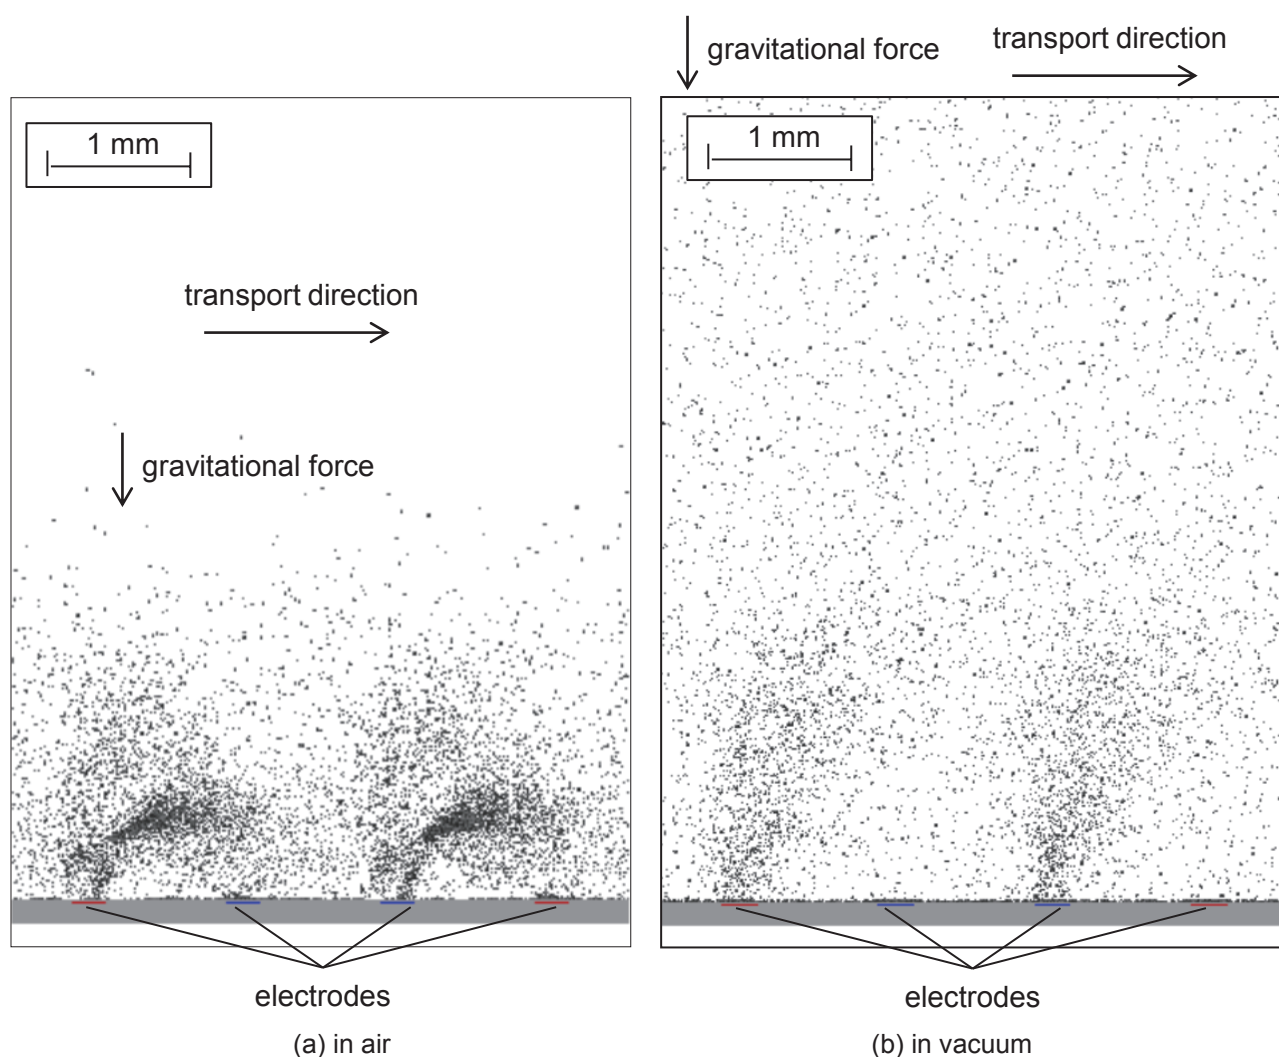 1 mm
transport direction
gravitational force
electrodes
(a) in air
gravitational force
transport direction
1 mm
electrodes
(b) in vacuum